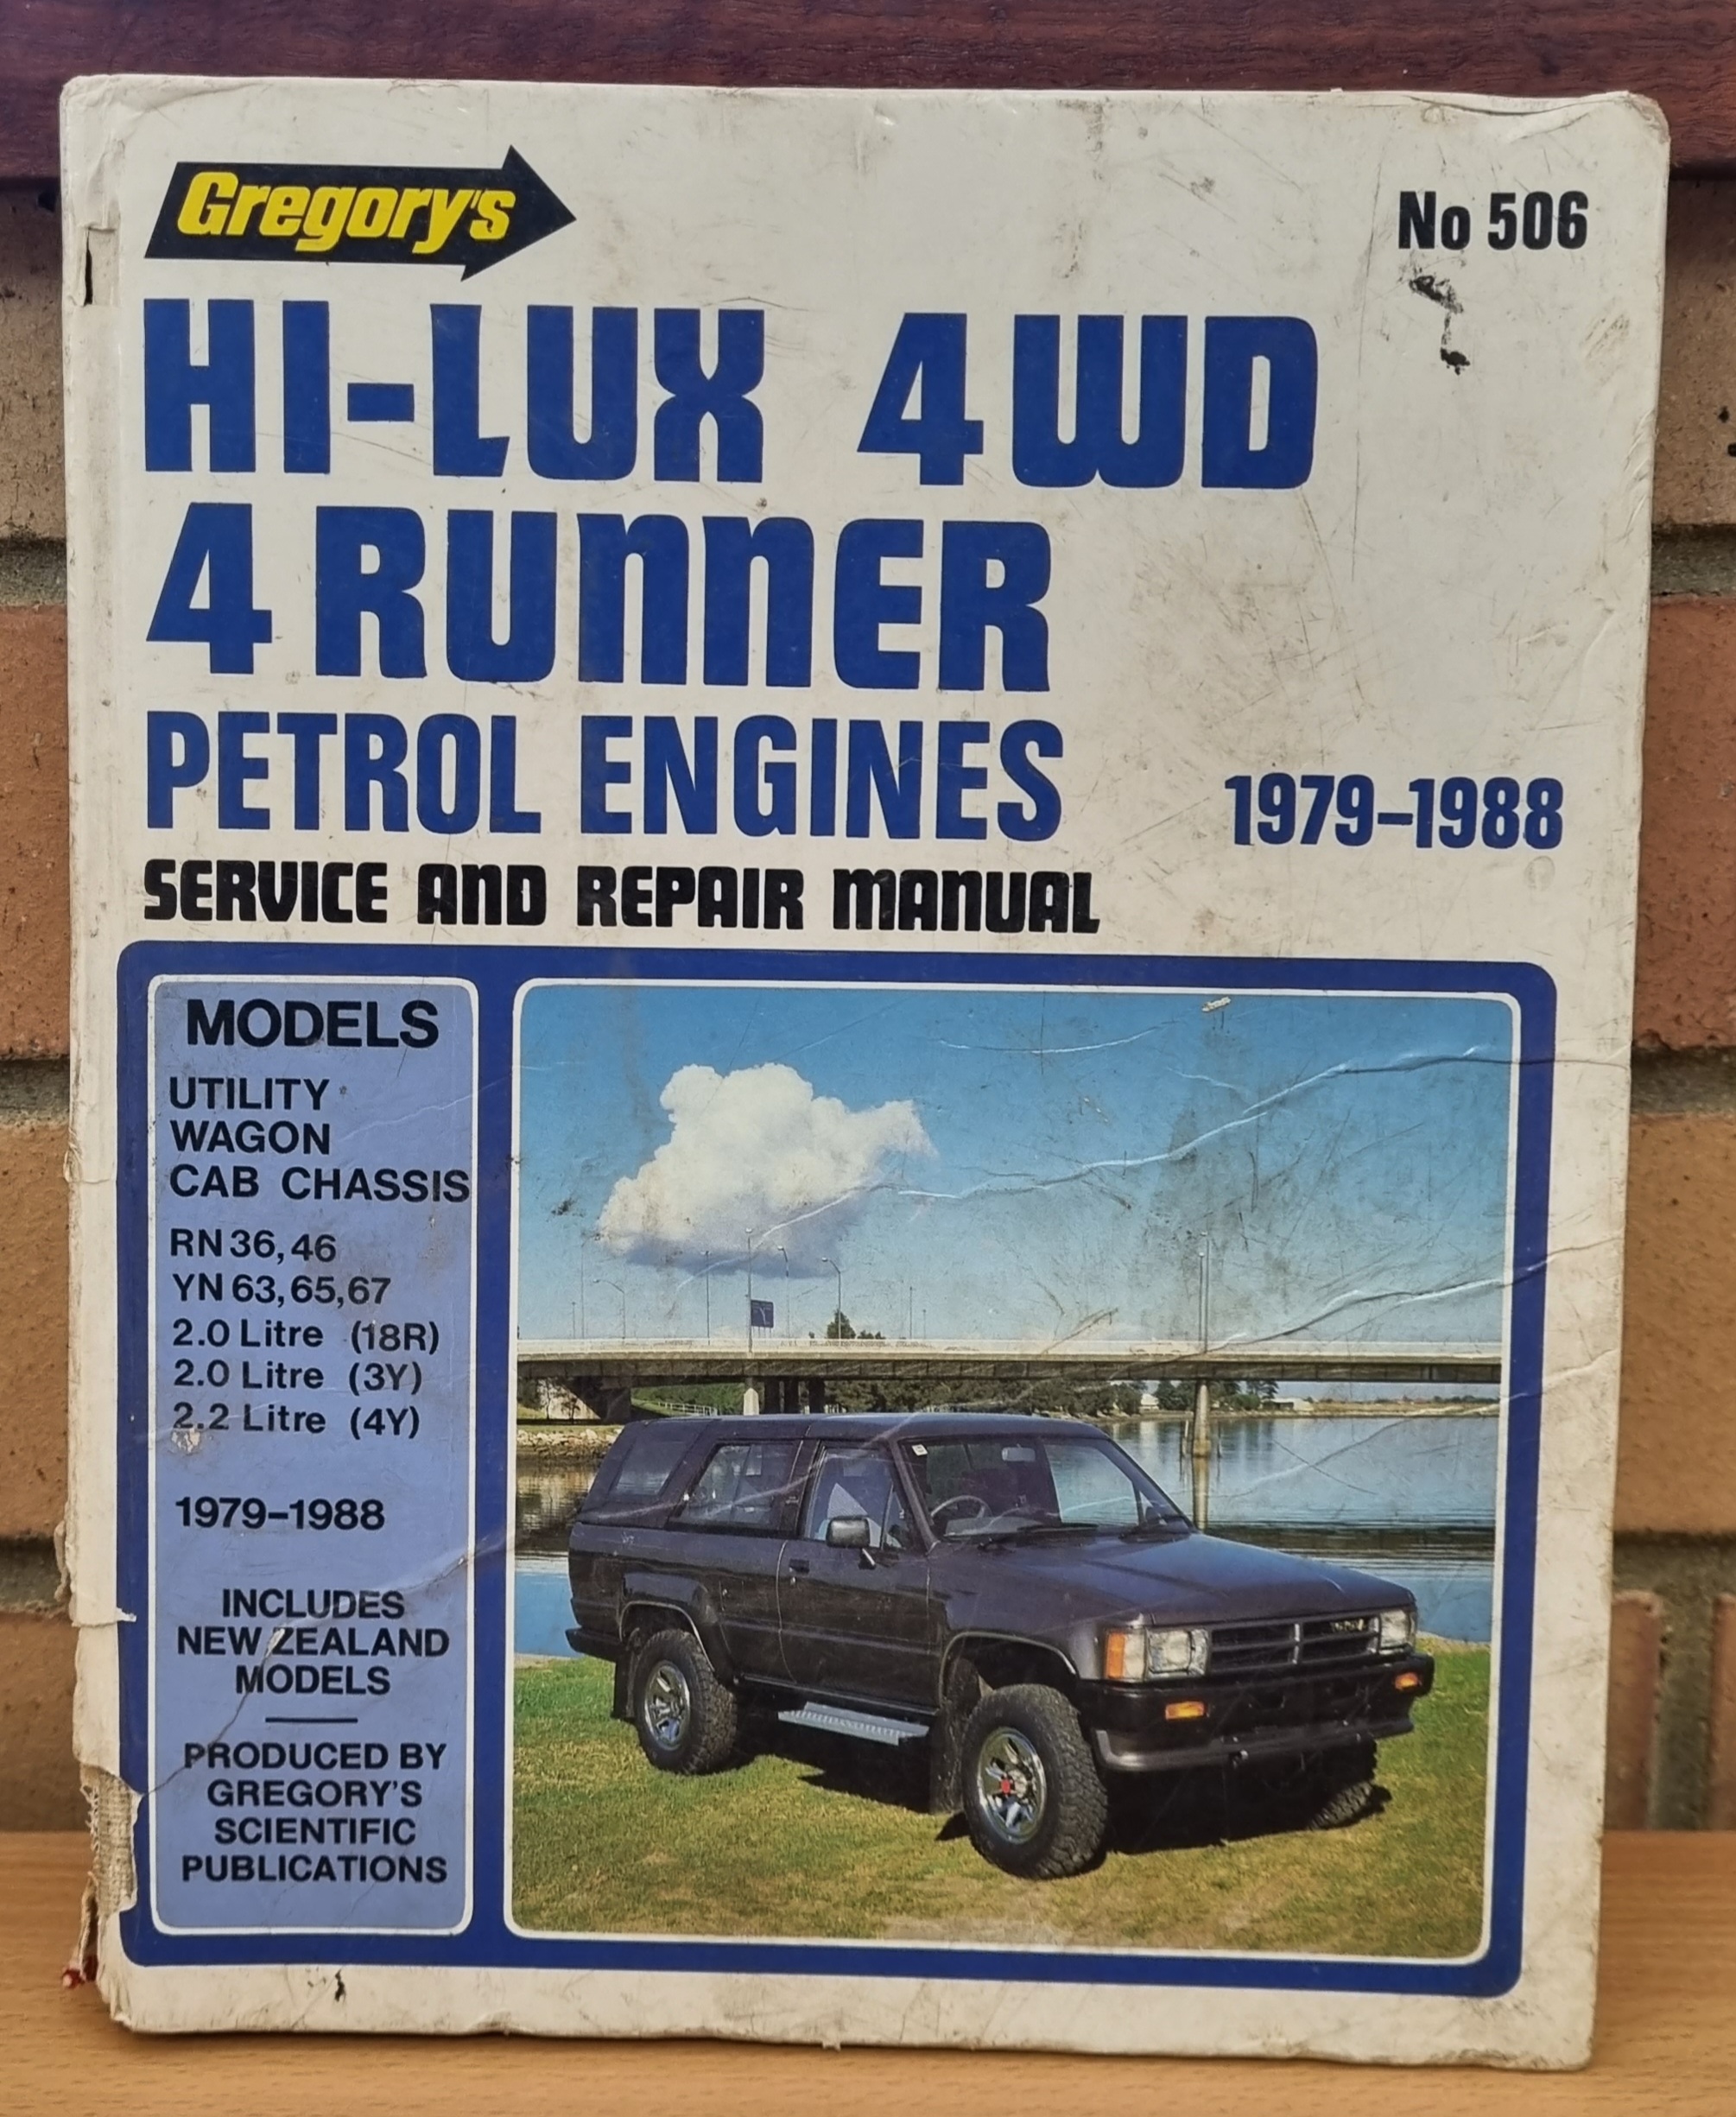 Gregory's
No 506
HI-LUX 4WD
4RUNNER
PETROL ENGINES
1979-1988
SERVICE AND REPAIR MANUAL
MODELS
UTILITY
WAGON
CAB CHASSIS
RN 36, 46
YN 63, 65, 67
2.0 Litre (18R)
2.0 Litre (3Y)
2.2 Litre (4Y)
1979-1988
INCLUDES
NEW ZEALAND
MODELS
PRODUCED BY
GREGORY'S
SCIENTIFIC
PUBLICATIONS